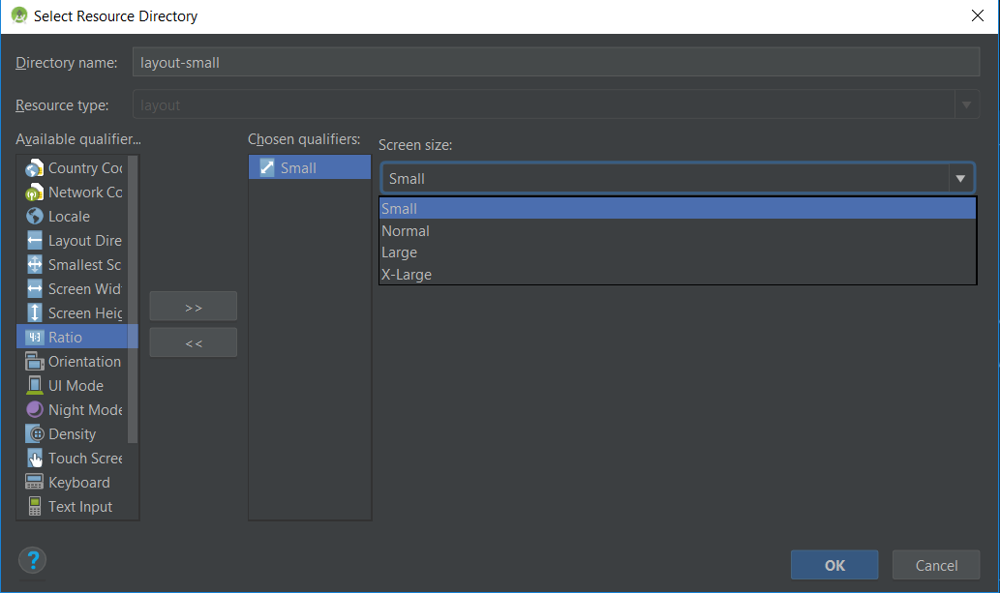 Select Resource Directory
Directory name: layout-small
Resource type: layout
Available qualifier...
Chosen qualifiers:
Screen size:
Country Coc
Network Co
Locale
Layout Dire
Smallest Sc
Screen Wid
Screen Heig
4:3 Ratio
Orientation
UI Mode
Night Mode
Density
Touch Scree
Keyboard
Text Input
>>
<<
Small
Small
Small
Normal
Large
X-Large
?
OK
Cancel